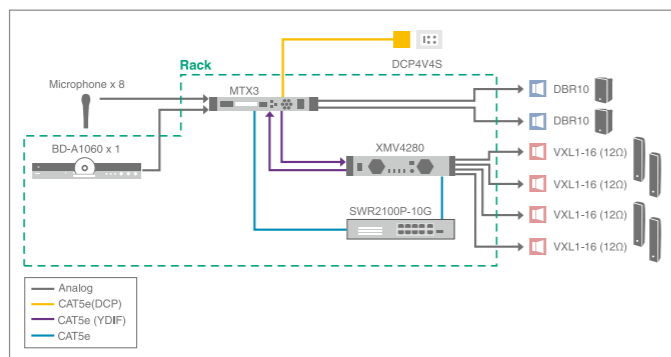 Rack
DCP4V4S
Microphone x 8
MTX3
DBR10
DBR10
BD-A1060 x 1
XMV4280
VXL1-16 (12Ω)
VXL1-16 (12Ω)
SWR2100P-10G
VXL1-16 (12Ω)
VXL1-16 (12Ω)
Analog
CAT5e(DCP)
CAT5e (YDIF)
CAT5e